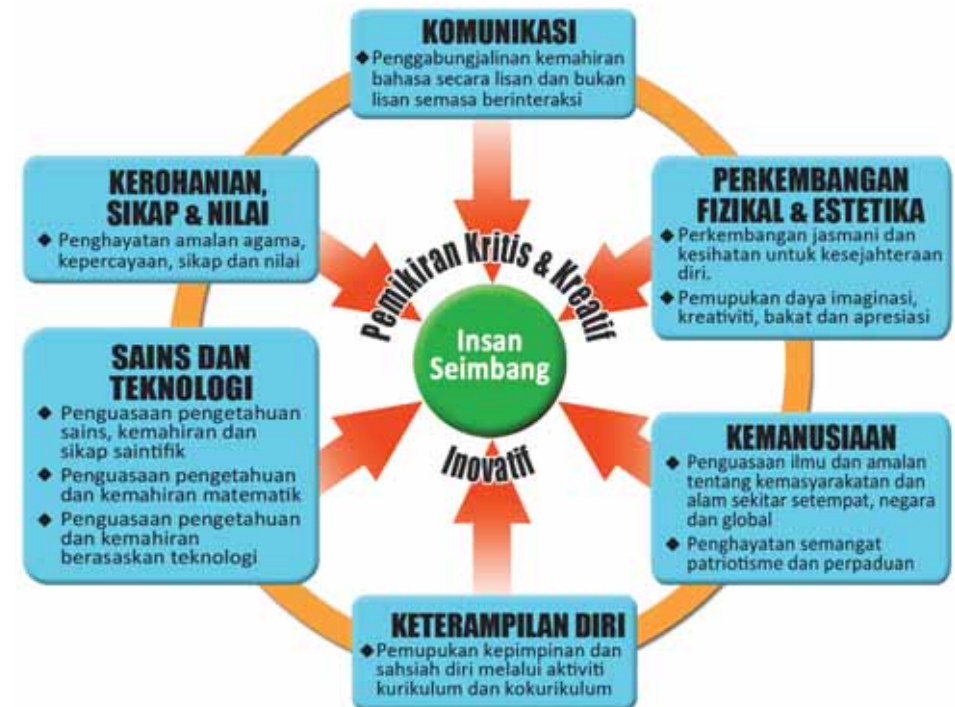 KOMUNIKASI
◆ Penggabungjalinan kemahiran
bahasa secara lisan dan bukan
lisan semasa berinteraksi
KEROHANIAN,
SIKAP & NILAI
◆ Penghayatan amalan agama,
kepercayaan, sikap dan nilai
PERKEMBANGAN
FIZIKAL & ESTETIKA
◆ Perkembangan jasmani dan
kesihatan untuk kesejahteraan
diri.
◆ Pemupukan daya imaginasi,
kreativiti, bakat dan apresiasi
Pemikiran Kritis & Kreatif
Insan
Seimbang
Inovatif
SAINS DAN
TEKNOLOGI
◆ Penguasaan pengetahuan
sains, kemahiran dan
sikap saintifik
◆ Penguasaan pengetahuan
dan kemahiran matematik
◆ Penguasaan pengetahuan
dan kemahiran
berasaskan teknologi
KEMANUSIAAN
◆ Penguasaan ilmu dan amalan
tentang kemasyarakatan dan
alam sekitar setempat, negara
dan global
◆ Penghayatan semangat
patriotisme dan perpaduan
KETERAMPILAN DIRI
◆ Pemupukan kepimpinan dan
sahsiah diri melalui aktiviti
kurikulum dan kokurikulum